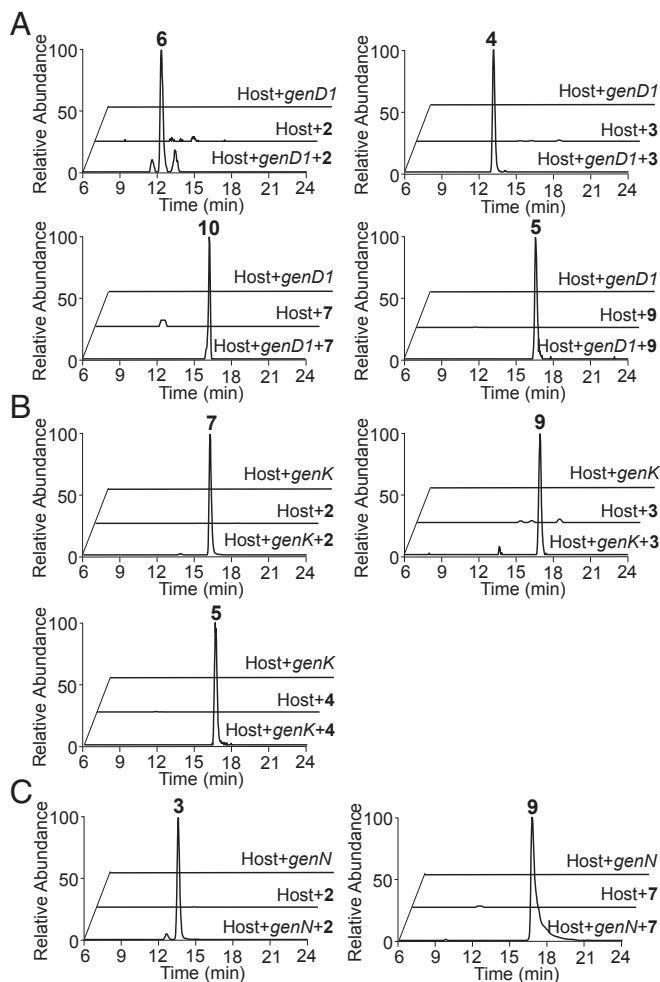 A
6
100
50
0
Relative Abundance
Host+genD1
Host+2
Host+genD1+2
6 9 12 15 18 21 24
Time (min)
4
100
50
0
Relative Abundance
Host+genD1
Host+3
Host+genD1+3
6 9 12 15 18 21 24
Time (min)
10
100
50
0
Relative Abundance
Host+genD1
Host+7
Host+genD1+7
6 9 12 15 18 21 24
Time (min)
5
100
50
0
Relative Abundance
Host+genD1
Host+9
Host+genD1+9
6 9 12 15 18 21 24
Time (min)
B
7
100
50
0
Relative Abundance
Host+genK
Host+2
Host+genK+2
6 9 12 15 18 21 24
Time (min)
9
100
50
0
Relative Abundance
Host+genK
Host+3
Host+genK+3
6 9 12 15 18 21 24
Time (min)
5
100
50
0
Relative Abundance
Host+genK
Host+4
Host+genK+4
6 9 12 15 18 21 24
Time (min)
C
3
100
50
0
Relative Abundance
Host+genN
Host+2
Host+genN+2
6 9 12 15 18 21 24
Time (min)
9
100
50
0
Relative Abundance
Host+genN
Host+7
Host+genN+7
6 9 12 15 18 21 24
Time (min)